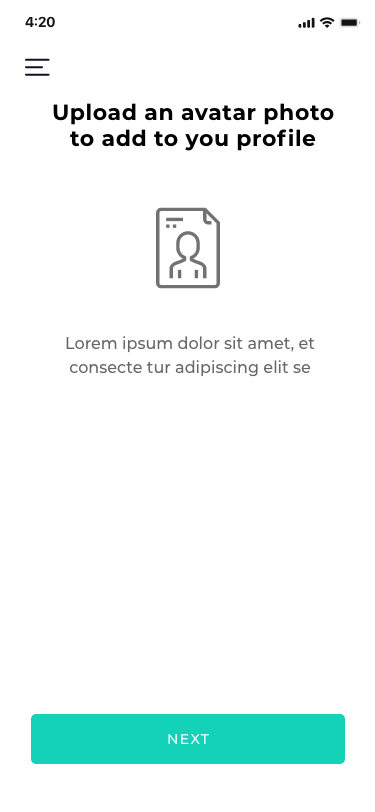 4:20
Upload an avatar photo
to add to you profile
Lorem ipsum dolor sit amet, et
consecte tur adipiscing elit se
NEXT